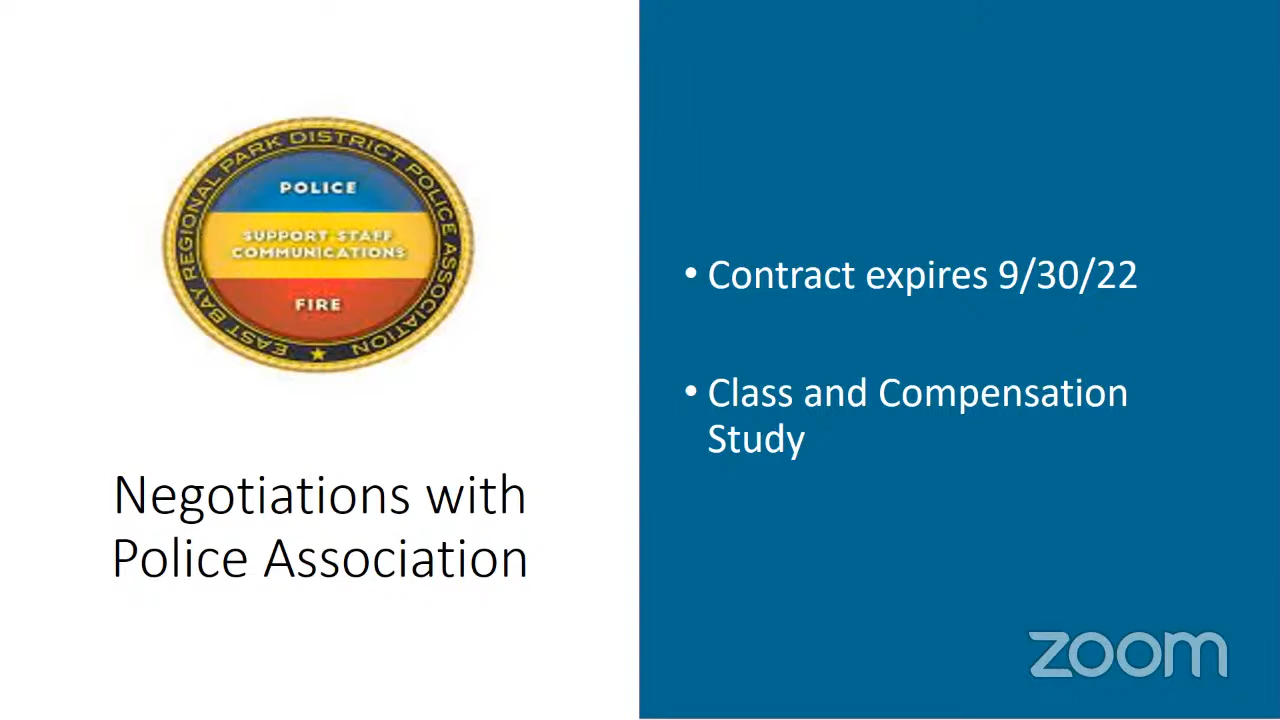 EAST BAY REGIONAL PARK DISTRICT POLICE ASSOCIATION
POLICE
SUPPORT STAFF
COMMUNICATIONS
FIRE
Negotiations with
Police Association
• Contract expires 9/30/22
• Class and Compensation
Study
zoom